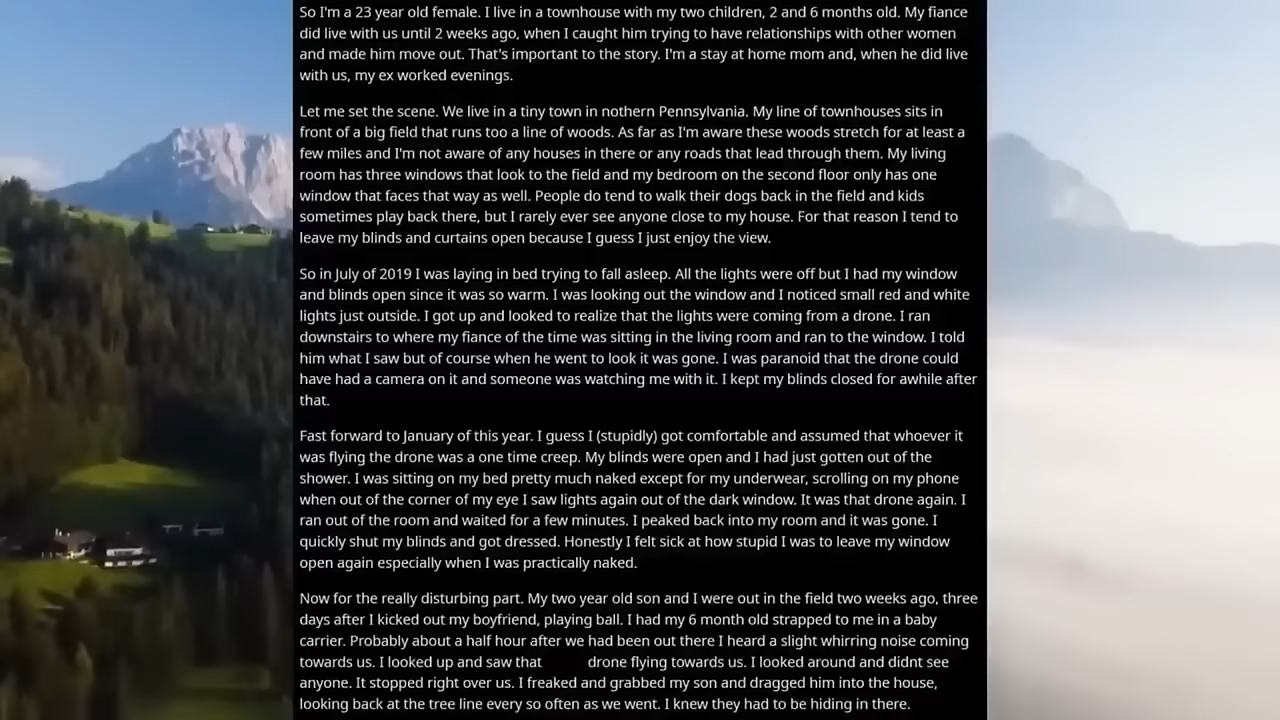 So I'm a 23 year old female. I live in a townhouse with my two children, 2 and 6 months old. My fiance
did live with us until 2 weeks ago, when I caught him trying to have relationships with other women
and made him move out. That's important to the story. I'm a stay at home mom and, when he did live
with us, my ex worked evenings.
Let me set the scene. We live in a tiny town in nothern Pennsylvania. My line of townhouses sits in
front of a big field that runs too a line of woods. As far as I'm aware these woods stretch for at least a
few miles and I'm not aware of any houses in there or any roads that lead through them. My living
room has three windows that look to the field and my bedroom on the second floor only has one
window that faces that way as well. People do tend to walk their dogs back in the field and kids
sometimes play back there, but I rarely ever see anyone close to my house. For that reason I tend to
leave my blinds and curtains open because I guess I just enjoy the view.
So in July of 2019 I was laying in bed trying to fall asleep. All the lights were off but I had my window
and blinds open since it was so warm. I was looking out the window and I noticed small red and white
lights just outside. I got up and looked to realize that the lights were coming from a drone. I ran
downstairs to where my fiance of the time was sitting in the living room and ran to the window. I told
him what I saw but of course when he went to look it was gone. I was paranoid that the drone could
have had a camera on it and someone was watching me with it. I kept my blinds closed for awhile after
that.
Fast forward to January of this year. I guess I (stupidly) got comfortable and assumed that whoever it
was flying the drone was a one time creep. My blinds were open and I had just gotten out of the
shower. I was sitting on my bed pretty much naked except for my underwear, scrolling on my phone
when out of the corner of my eye I saw lights again out of the dark window. It was that drone again. I
ran out of the room and waited for a few minutes. I peaked back into my room and it was gone. I
quickly shut my blinds and got dressed. Honestly I felt sick at how stupid I was to leave my window
open again especially when I was practically naked.
Now for the really disturbing part. My two year old son and I were out in the field two weeks ago, three
days after I kicked out my boyfriend, playing ball. I had my 6 month old strapped to me in a baby
carrier. Probably about a half hour after we had been out there I heard a slight whirring noise coming
towards us. I looked up and saw that drone flying towards us. I looked around and didnt see
anyone. It stopped right over us. I freaked and grabbed my son and dragged him into the house,
looking back at the tree line every so often as we went. I knew they had to be hiding in there.